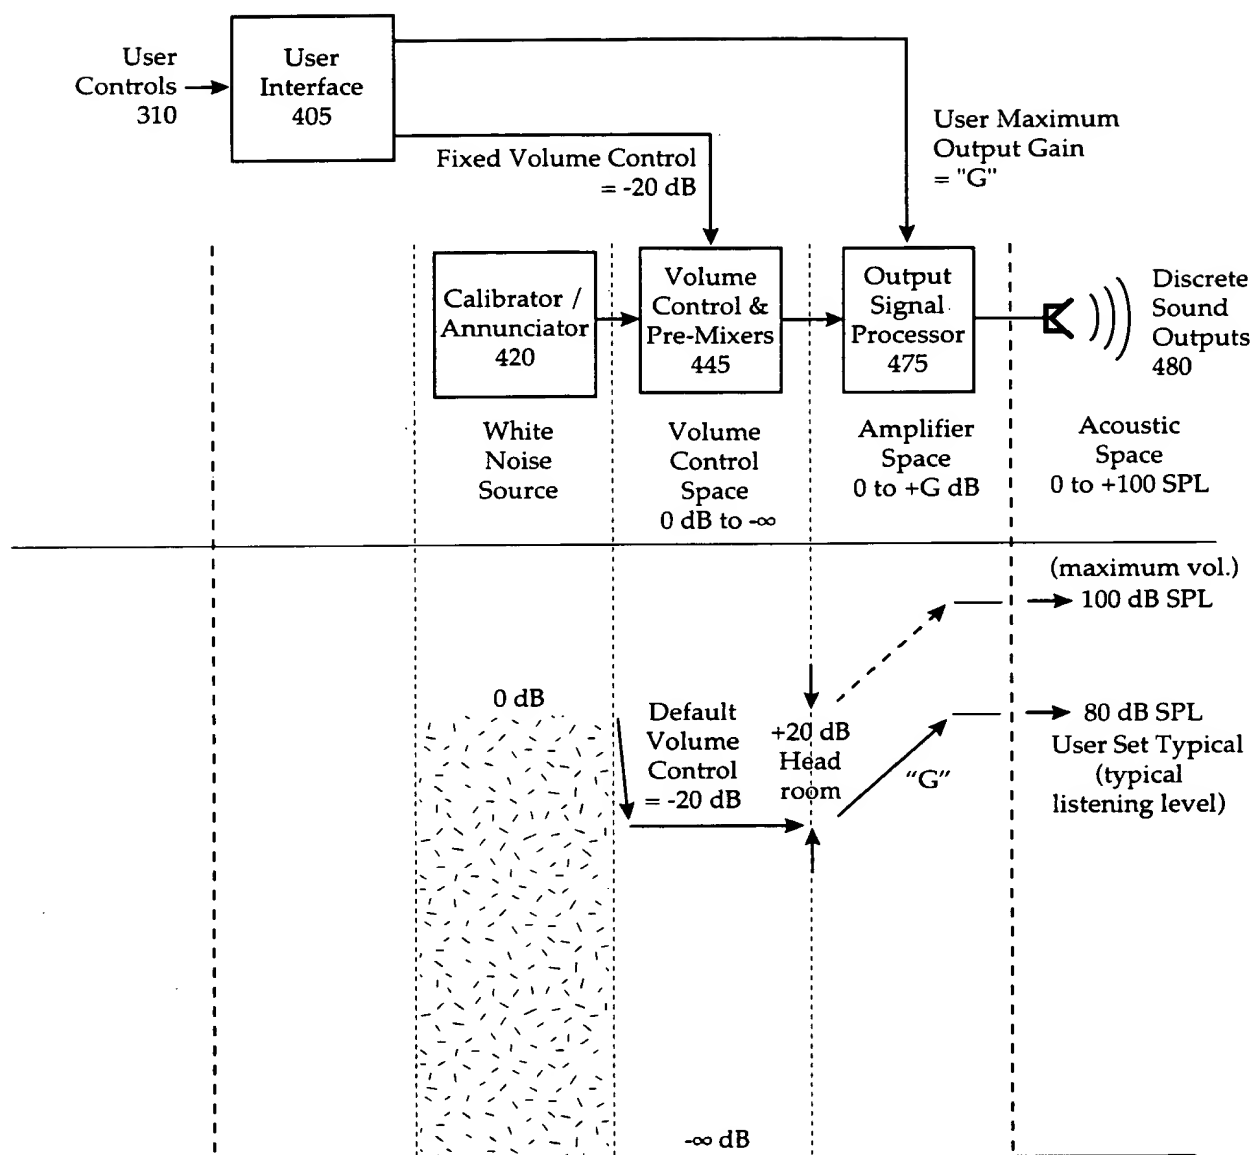 User
Controls
310
User
Interface
405
Fixed Volume Control
= -20 dB
User Maximum
Output Gain
= "G"
Calibrator /
Annunciator
420
Volume
Control &
Pre-Mixers
445
Output
Signal
Processor
475
Discrete
Sound
Outputs
480
White
Noise
Source
Volume
Control
Space
0 dB to -∞
Amplifier
Space
0 to +G dB
Acoustic
Space
0 to +100 SPL
(maximum vol.)
100 dB SPL
0 dB
Default
Volume
Control
= -20 dB
+20 dB
Head
room
"G"
80 dB SPL
User Set Typical
(typical
listening level)
-∞ dB